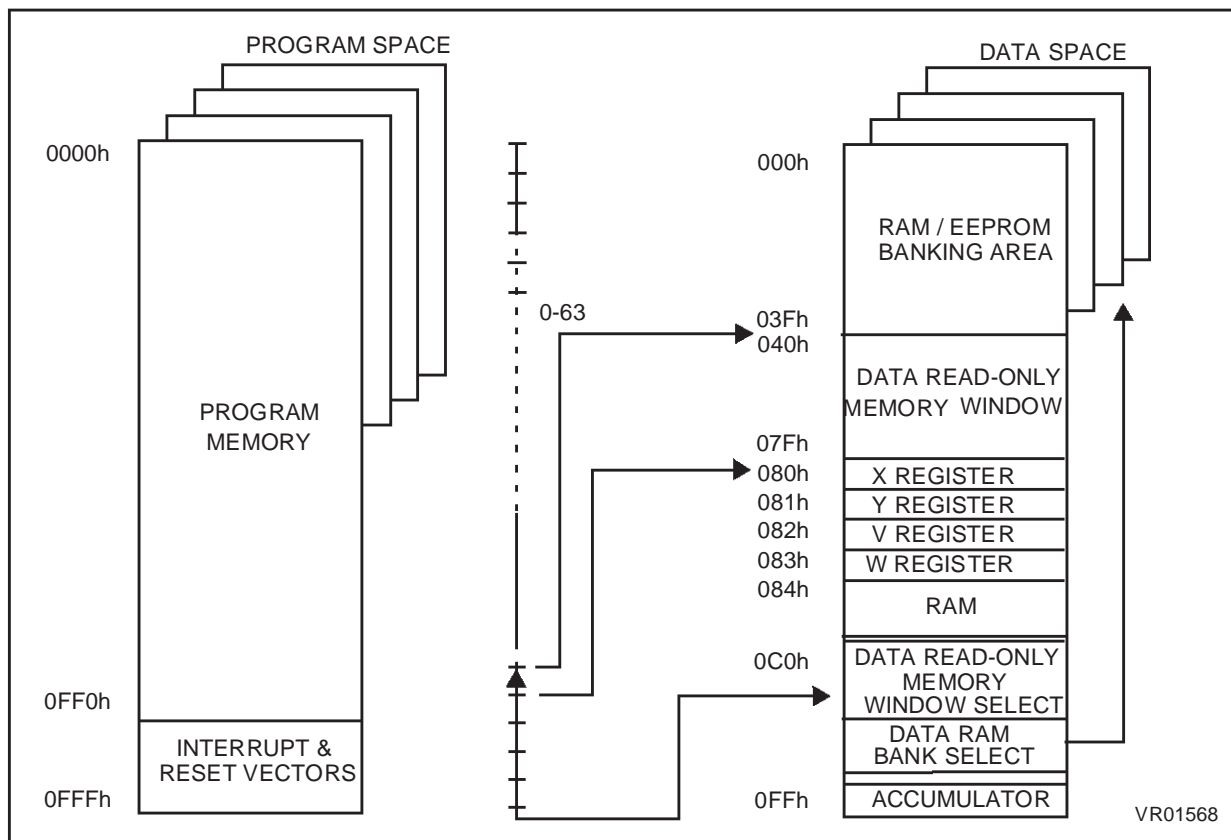 PROGRAM SPACE
0000h
PROGRAM
MEMORY
0FF0h
INTERRUPT &
RESET VECTORS
0FFFh
0-63
DATA SPACE
000h
RAM / EEPROM
BANKING AREA
03Fh
040h
DATA READ-ONLY
MEMORY WINDOW
07Fh
080h
X REGISTER
081h
Y REGISTER
082h
V REGISTER
083h
W REGISTER
084h
RAM
0C0h
DATA READ-ONLY
MEMORY
WINDOW SELECT
DATA RAM
BANK SELECT
0FFh
ACCUMULATOR
VR01568